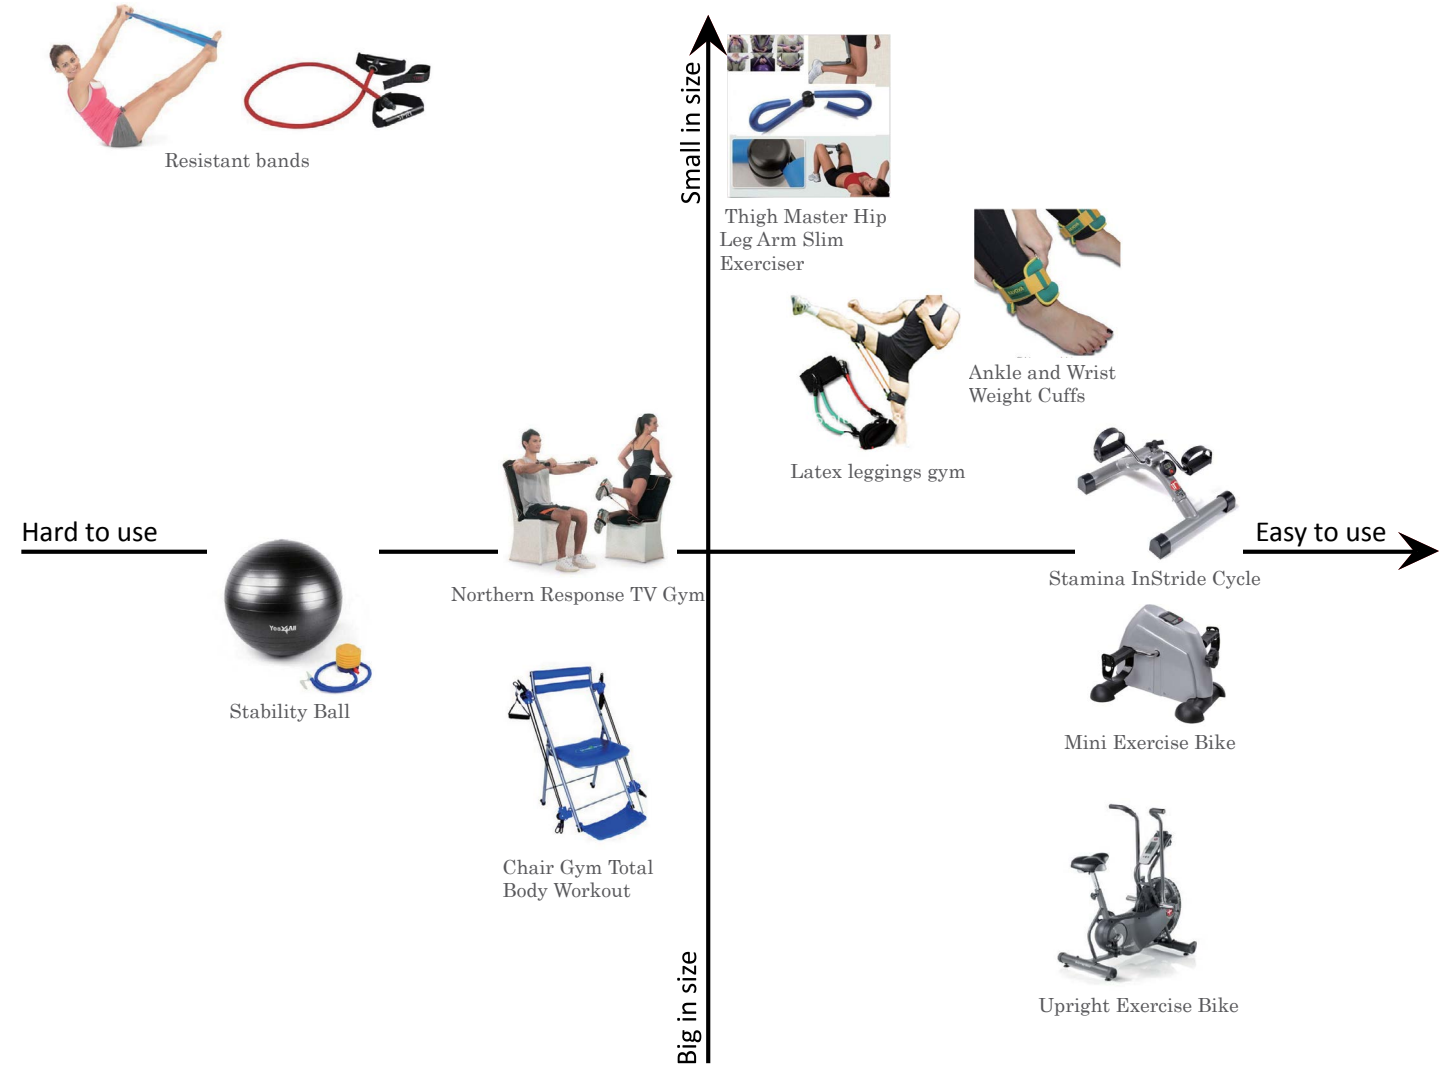 Resistant bands
Small in size
Thigh Master Hip
Leg Arm Slim
Exerciser
Ankle and Wrist
Weight Cuffs
Latex leggings gym
Hard to use
Easy to use
Northern Response TV Gym
Stamina InStride Cycle
Stability Ball
Mini Exercise Bike
Chair Gym Total
Body Workout
Big in size
Upright Exercise Bike